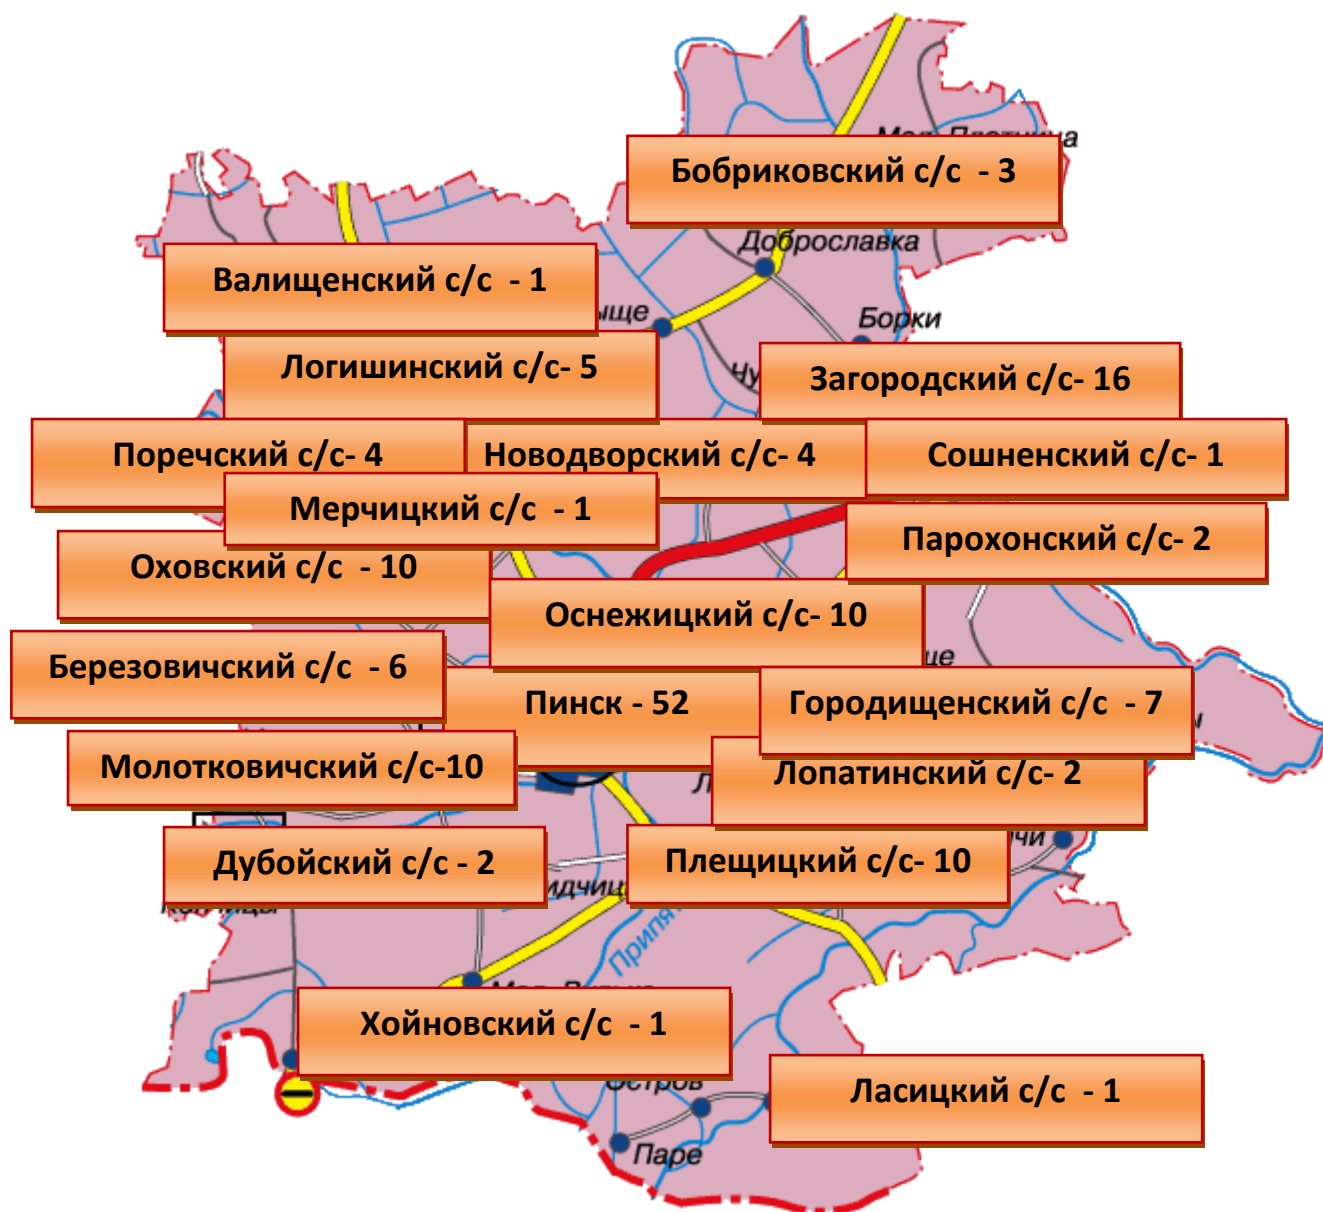 Бобриковский с/с - 3
Доброславка
Валищенский с/с - 1
Борки
Логишинский с/с- 5
Загородский с/с- 16
Поречский с/с- 4
Новодворский с/с- 4
Сошненский с/с- 1
Мерчицкий с/с - 1
Парохонский с/с- 2
Оховский с/с - 10
Оснежицкий с/с- 10
Березовичский с/с - 6
Пинск - 52
Городищенский с/с - 7
Молотковичский с/с-10
Лопатинский с/с- 2
Дубойский с/с - 2
Плещицкий с/с- 10
Хойновский с/с - 1
Остров
Ласицкий с/с - 1
Паре